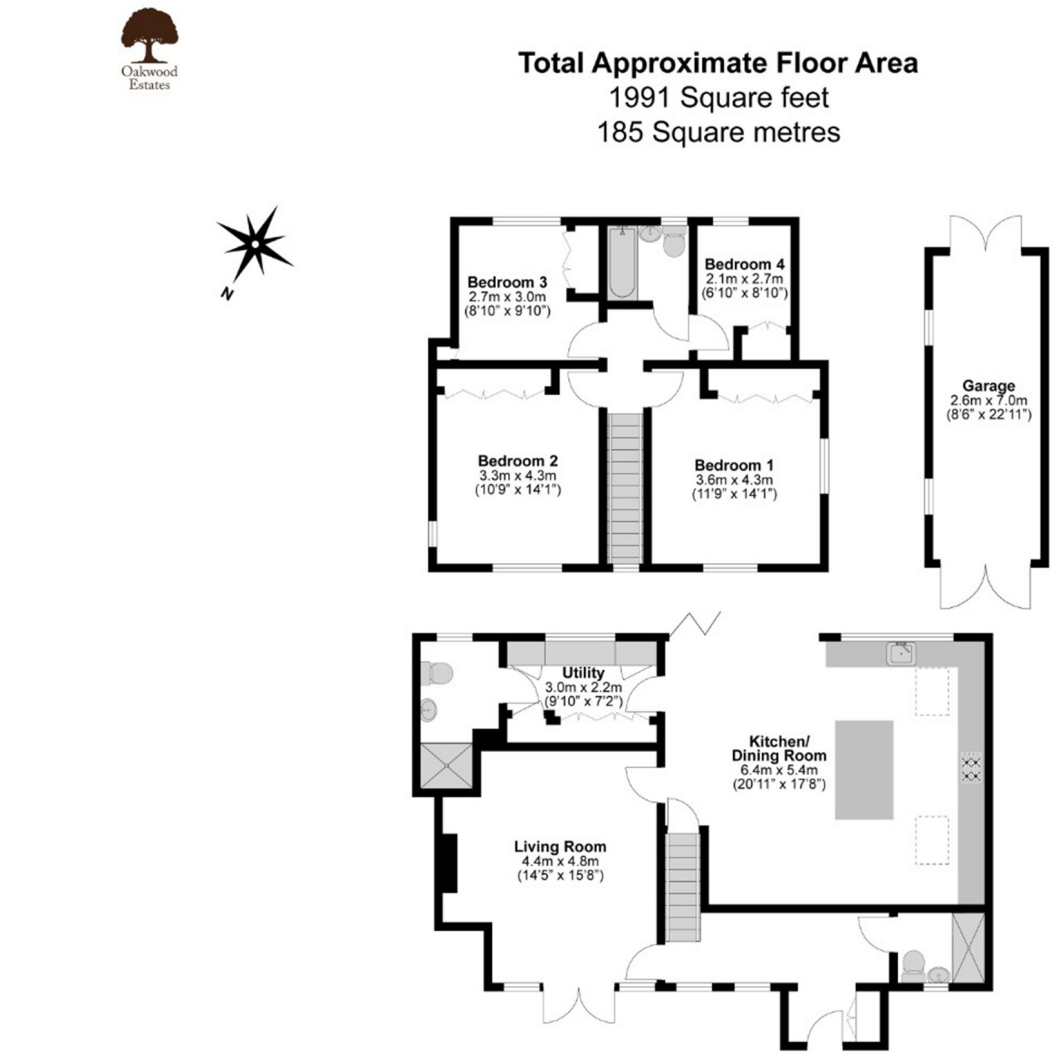 Oakwood
Estates
Total Approximate Floor Area
1991 Square feet
185 Square metres
N
Bedroom 3
2.7m x 3.0m
(8'10" x 9'10")
Bedroom 4
2.1m x 2.7m
(6'10" x 8'10")
Garage
2.6m x 7.0m
(8'6" x 22'11")
Bedroom 2
3.3m x 4.3m
(10'9" x 14'1")
Bedroom 1
3.6m x 4.3m
(11'9" x 14'1")
Utility
3.0m x 2.2m
(9'10" x 7'2")
Kitchen/
Dining Room
6.4m x 5.4m
(20'11" x 17'8")
Living Room
4.4m x 4.8m
(14'5" x 15'8")